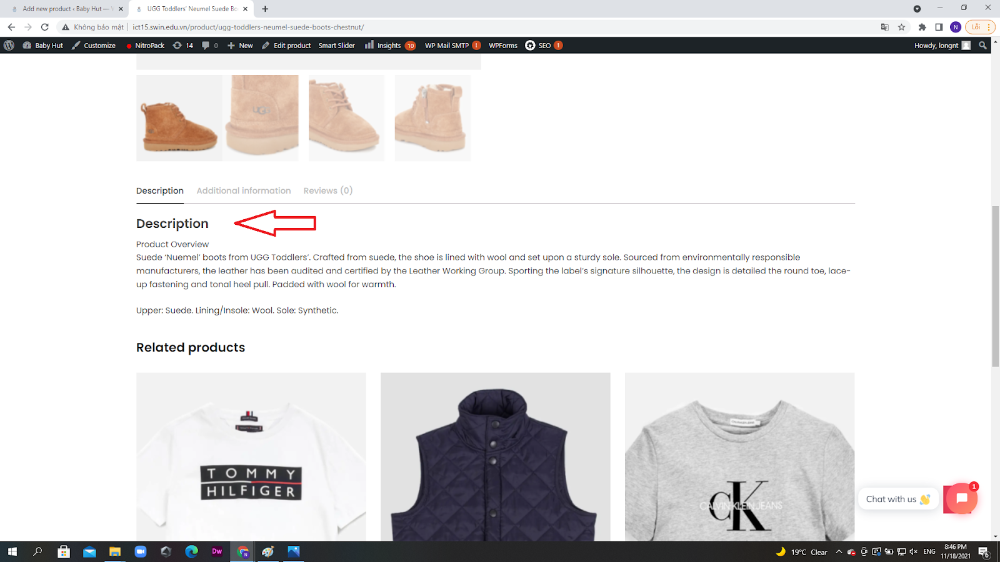 Add new product ‹ Baby Hut — W
UGG Toddlers' Neumel Suede Bo
Không bảo mật
ict15.swin.edu.vn/product/ugg-toddlers-neumel-suede-boots-chestnut/
N
Lỗi
Baby Hut
Customize
NitroPack
14
0
New
Edit product
Smart Slider
Insights 10
WP Mail SMTP !
WPForms
SEO 1
Howdy, longnt
UGG
Description
Additional information
Reviews (0)
Description
Product Overview
Suede ‘Nuemel’ boots from UGG Toddlers’. Crafted from suede, the shoe is lined with wool and set upon a sturdy sole. Sourced from environmentally responsible
manufacturers, the leather has been audited and certified by the Leather Working Group. Sporting the label’s signature silhouette, the design is detailed the round toe, lace-
up fastening and tonal heel pull. Padded with wool for warmth.
Upper: Suede. Lining/Insole: Wool. Sole: Synthetic.
Related products
TOMMY
HILFIGER
CALVIN KLEIN JEANS
CK
Chat with us 👋
1
Dw
N
19°C Clear
ENG
8:46 PM
11/18/2021
6